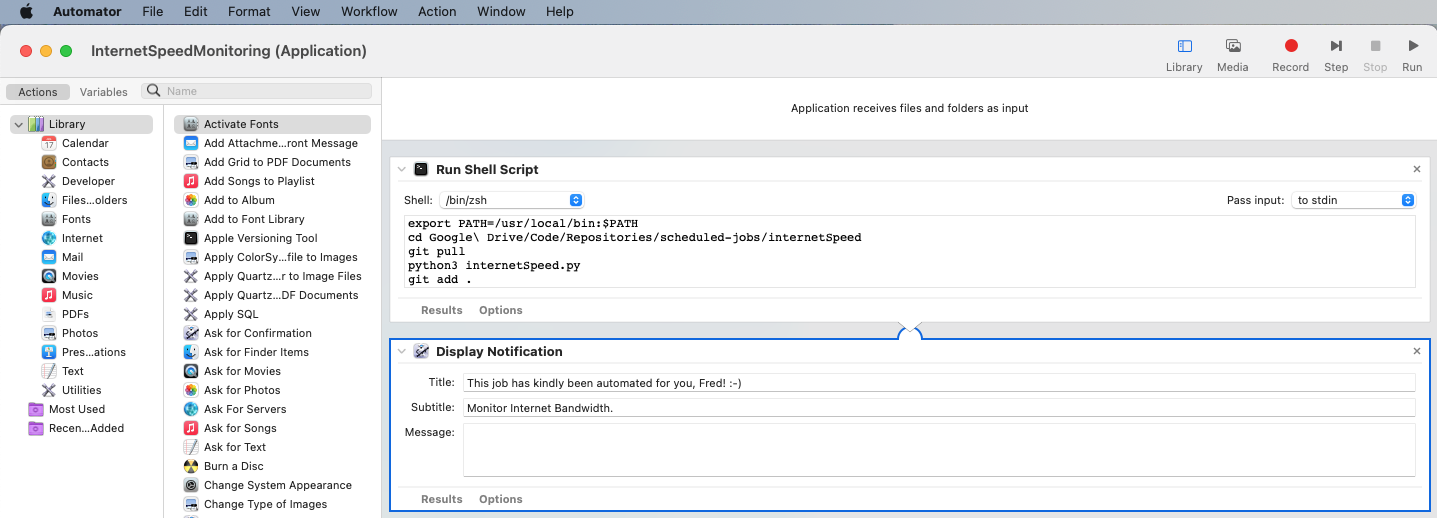 Automator File Edit Format View Workflow Action Window Help
InternetSpeedMonitoring (Application)
Library Media Record Step Stop Run
Actions Variables Name
Library
Calendar
Contacts
Developer
Files...olders
Fonts
Internet
Mail
Movies
Music
PDFs
Photos
Pres...ations
Text
Utilities
Most Used
Recen...Added
Activate Fonts
Add Attachme...ront Message
Add Grid to PDF Documents
Add Songs to Playlist
Add to Album
Add to Font Library
Apple Versioning Tool
Apply ColorSy...file to Images
Apply Quartz...r to Image Files
Apply Quartz...DF Documents
Apply SQL
Ask for Confirmation
Ask for Finder Items
Ask for Movies
Ask for Photos
Ask For Servers
Ask for Songs
Ask for Text
Burn a Disc
Change System Appearance
Change Type of Images
Application receives files and folders as input
Run Shell Script
Shell: /bin/zsh Pass input: to stdin
export PATH=/usr/local/bin:$PATH
cd Google\ Drive/Code/Repositories/scheduled-jobs/internetSpeed
git pull
python3 internetSpeed.py
git add .
Results Options
Display Notification
Title: This job has kindly been automated for you, Fred! :-)
Subtitle: Monitor Internet Bandwidth.
Message:
Results Options